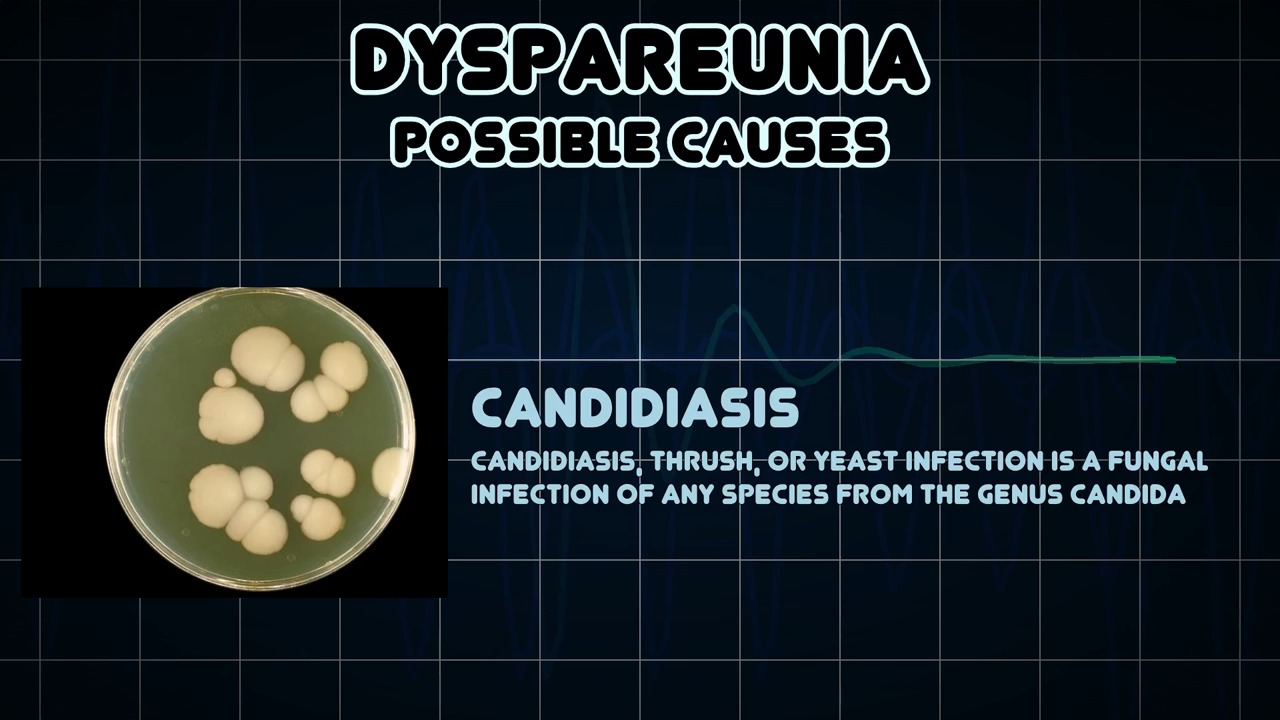 DYSPAREUNIA
POSSIBLE CAUSES
CANDIDIASIS
CANDIDIASIS, THRUSH, OR YEAST INFECTION IS A FUNGAL
INFECTION OF ANY SPECIES FROM THE GENUS CANDIDA